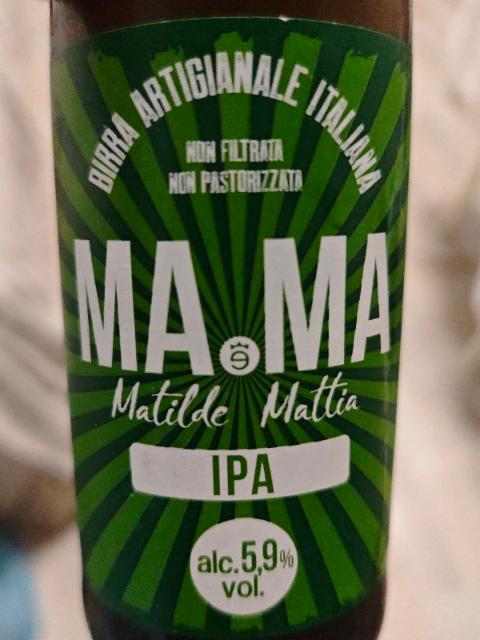 BIRRA ARTIGIANALE ITALIANA
NON FILTRATA
NON PASTORIZZATA
MA MA
Matilde Mattia
IPA
alc. 5,9%
vol.